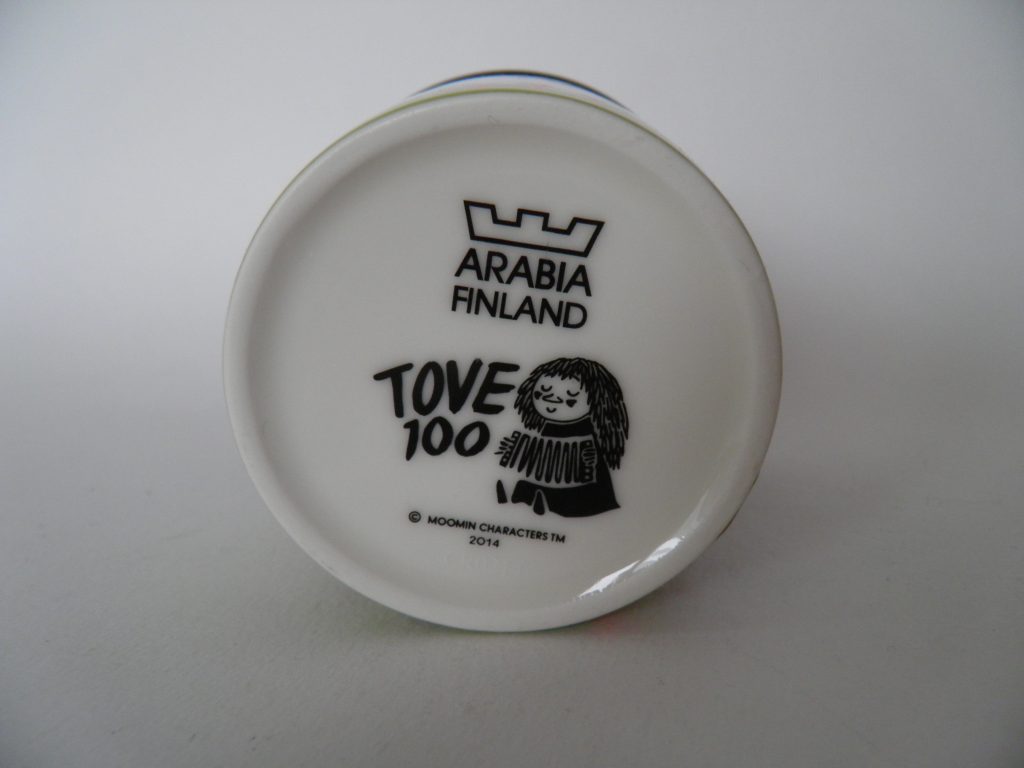 ARABIA
FINLAND
TOVE
100
© MOOMIN CHARACTERS TM
2014